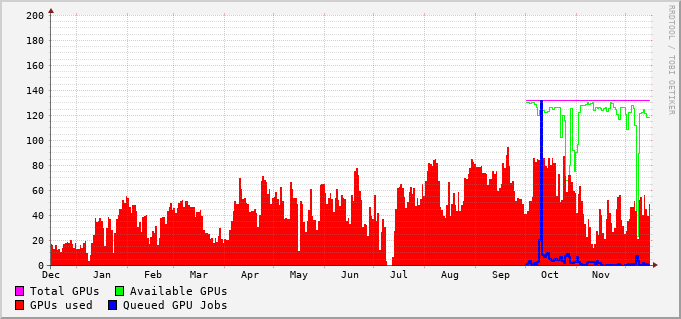 200
180
160
140
120
100
80
60
40
20
0
Dec Jan Feb Mar Apr May Jun Jul Aug Sep Oct Nov
RRDTOOL / TOBI OETIKER
Total GPUs Available GPUs
GPUs used Queued GPU Jobs